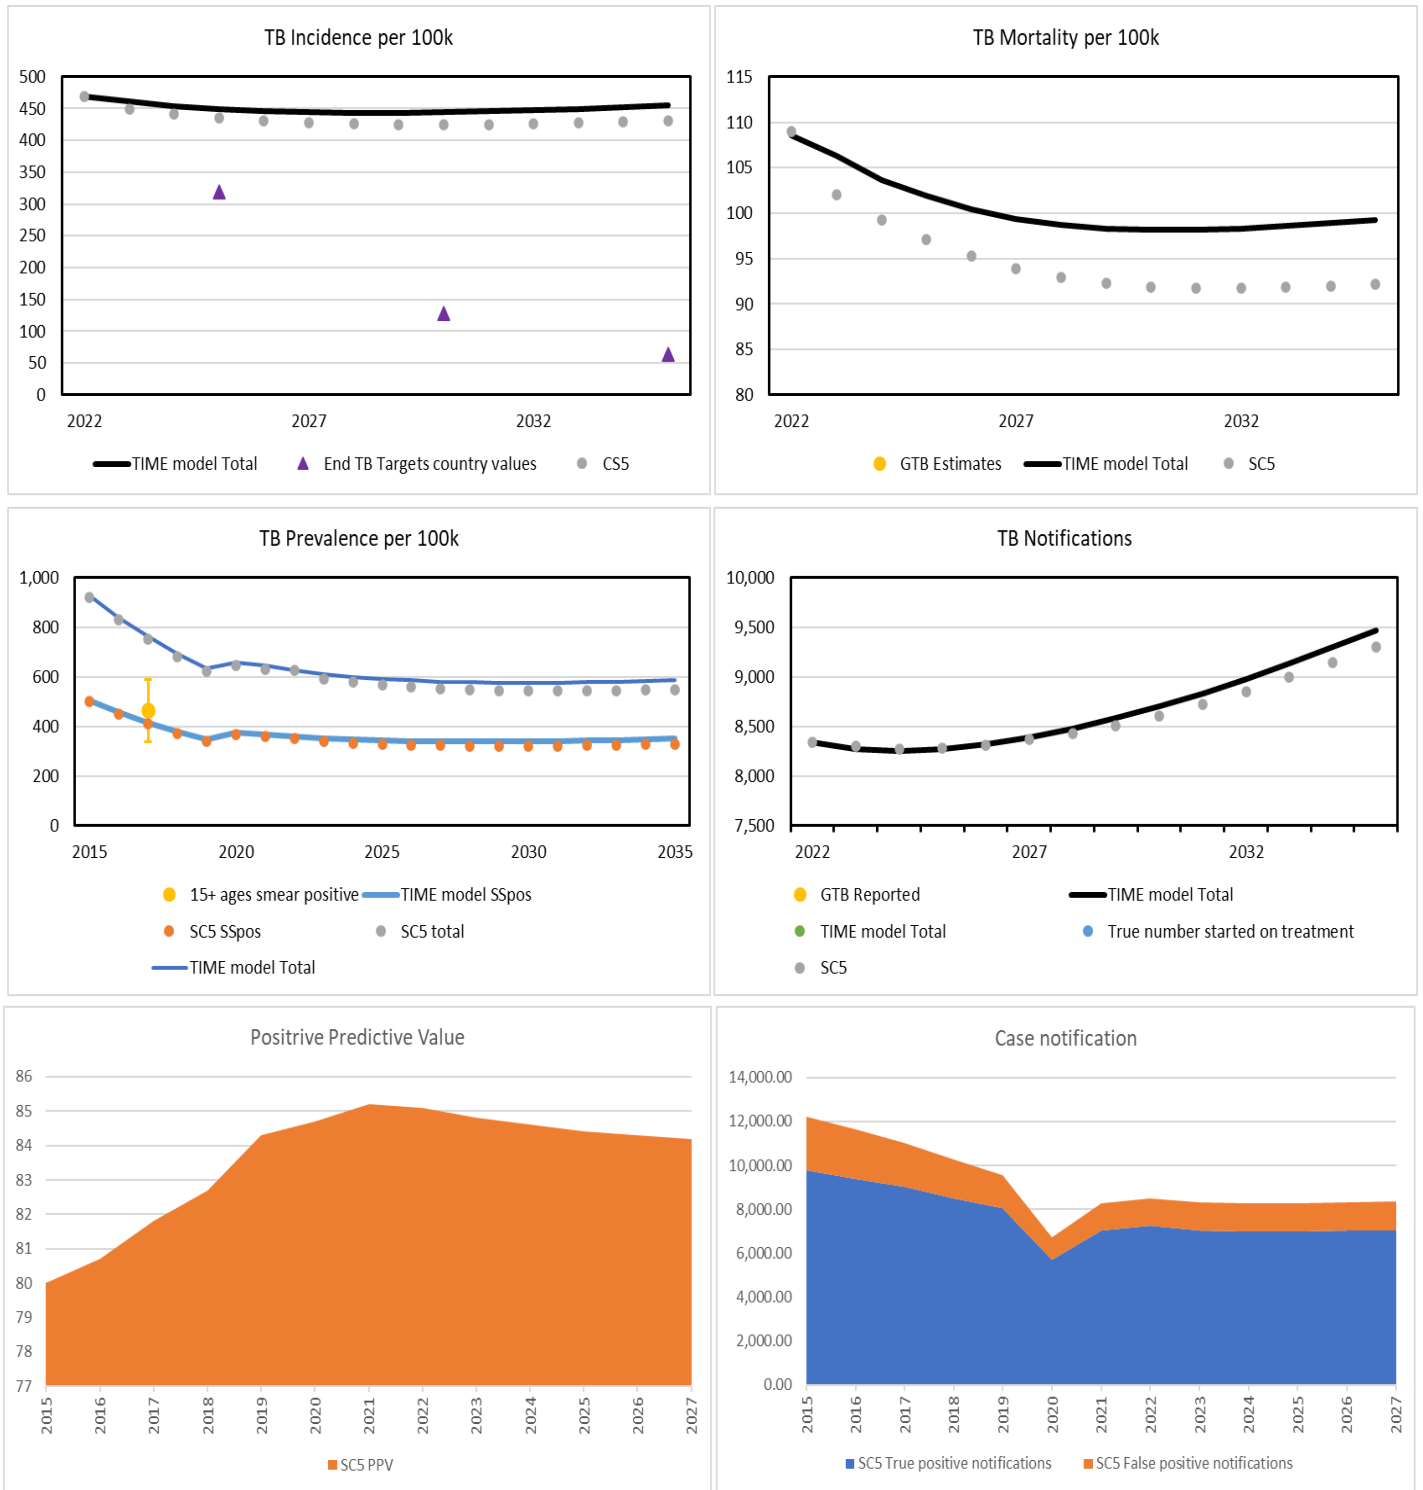 TB Incidence per 100k
500
450
400
350
300
250
200
150
100
50
0
2022 2027 2032
TIME model Total End TB Targets country values CS5
TB Mortality per 100k
115
110
105
100
95
90
85
80
2022 2027 2032
GTB Estimates TIME model Total SC5
TB Prevalence per 100k
1,000
800
600
400
200
0
2015 2020 2025 2030 2035
15+ ages smear positive TIME model SSpos
SC5 SSpos SC5 total
TIME model Total
TB Notifications
10,000
9,500
9,000
8,500
8,000
7,500
2022 2027 2032
GTB Reported TIME model Total
TIME model Total True number started on treatment
SC5
Positrive Predictive Value
86
85
84
83
82
81
80
79
78
77
2015 2016 2017 2018 2019 2020 2021 2022 2023 2024 2025 2026 2027
SC5 PPV
Case notification
14,000.00
12,000.00
10,000.00
8,000.00
6,000.00
4,000.00
2,000.00
0.00
2015 2016 2017 2018 2019 2020 2021 2022 2023 2024 2025 2026 2027
SC5 True positive notifications SC5 False positive notifications